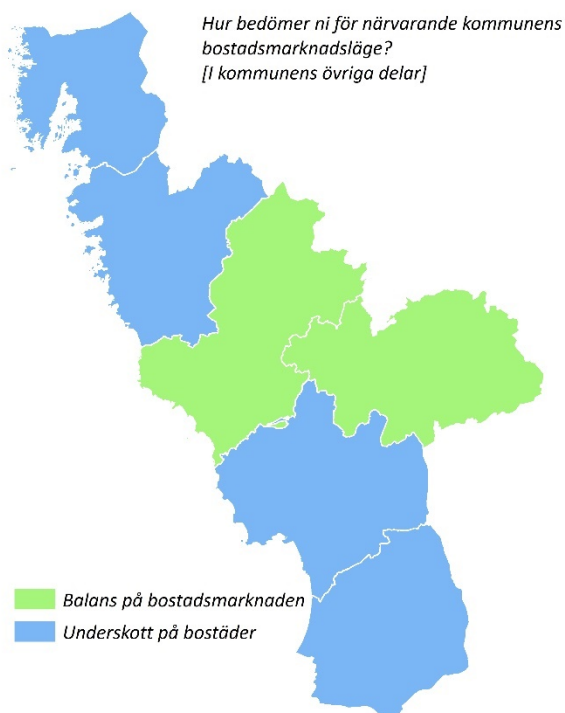 Hur bedömer ni för närvarande kommunens
bostadsmarknadsläge?
[I kommunens övriga delar]
Balans på bostadsmarknaden
Underskott på bostäder